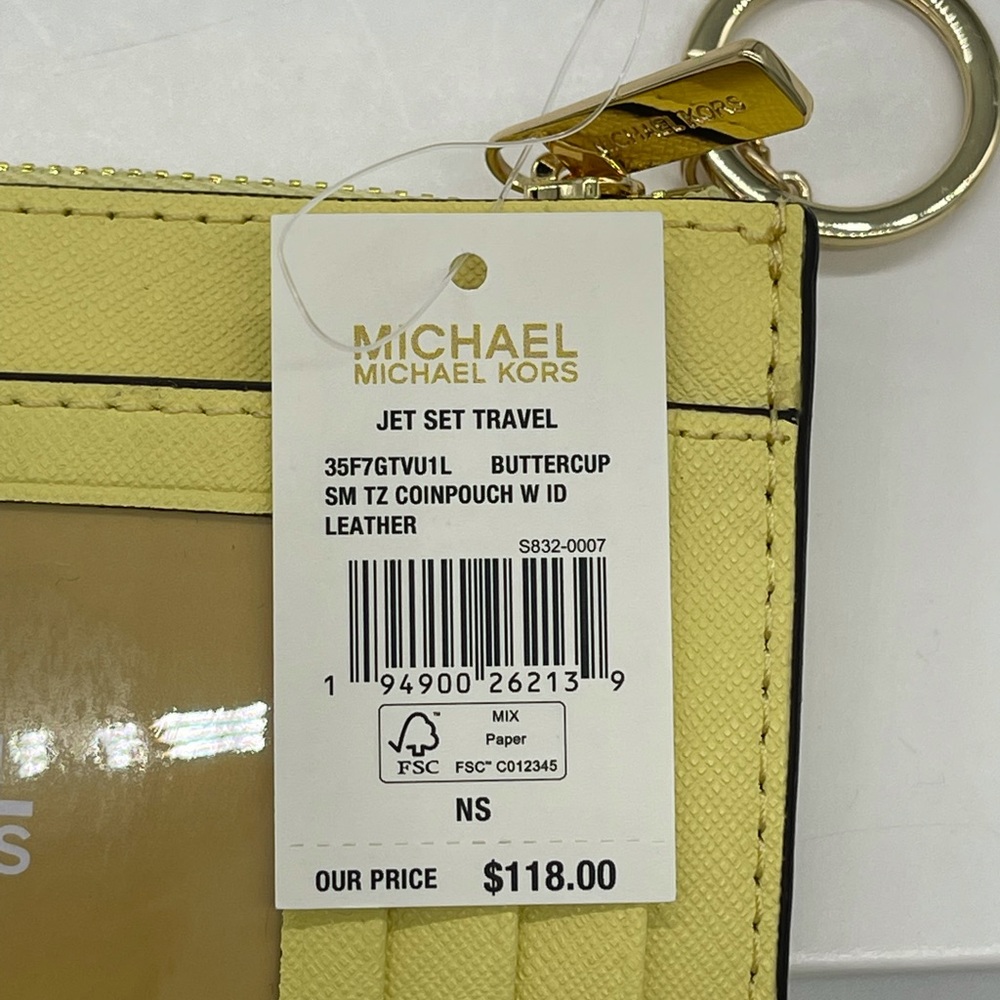 MICHAEL KORS
MICHAEL
MICHAEL KORS
JET SET TRAVEL
35F7GTVU1L BUTTERCUP
SM TZ COINPOUCH W ID
LEATHER
S832-0007
1 94900 26213 9
FSC
MIX
Paper
FSC™ C012345
NS
OUR PRICE $118.00
S